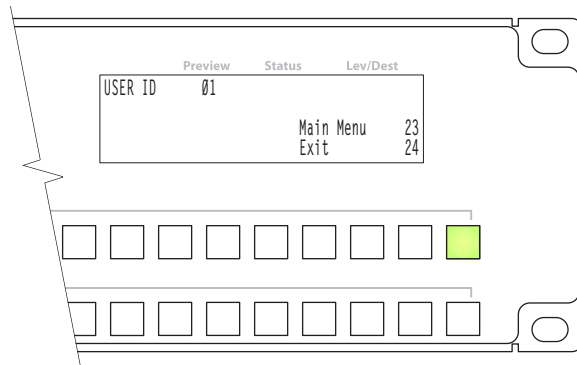 Preview Status Lev/Dest
USER ID Ø1
Main Menu 23
Exit 24